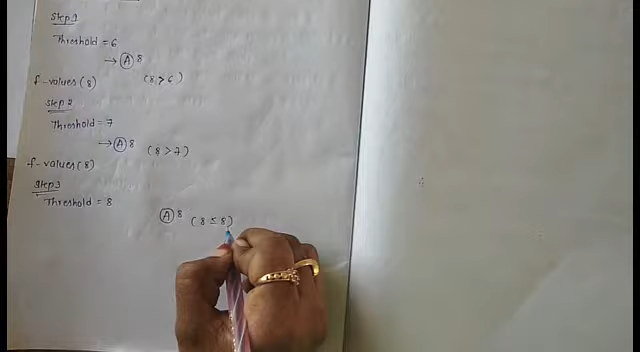 Step 1
Threshold = 6
→ A 8
(8 > 6)
f-values (8)
Step 2
Threshold = 7
→ A 8 (8 > 7)
f-values (8)
Step 3
Threshold = 8
A 8 (8 ≤ 8)